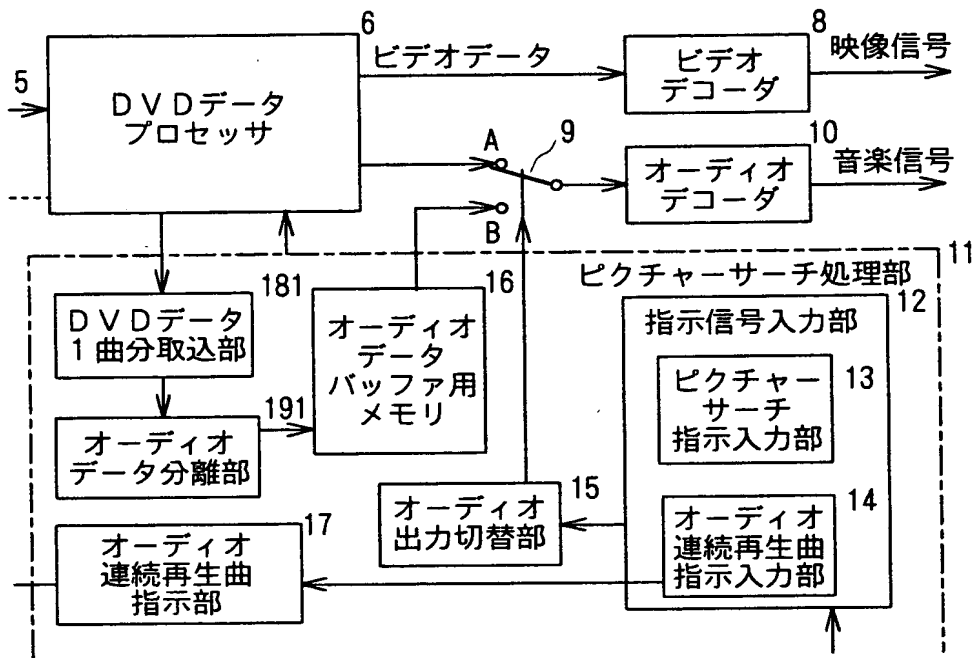 5
6
DVDデータ
プロセッサ
ビデオデータ
8
ビデオ
デコーダ
映像信号
A
B
9
10
オーディオ
デコーダ
音楽信号
11
ピクチャーサーチ処理部
181
DVDデータ
1曲分取込部
191
オーディオ
データ分離部
16
オーディオ
データ
バッファ用
メモリ
12
指示信号入力部
13
ピクチャー
サーチ
指示入力部
14
オーディオ
連続再生曲
指示入力部
15
オーディオ
出力切替部
17
オーディオ
連続再生曲
指示部